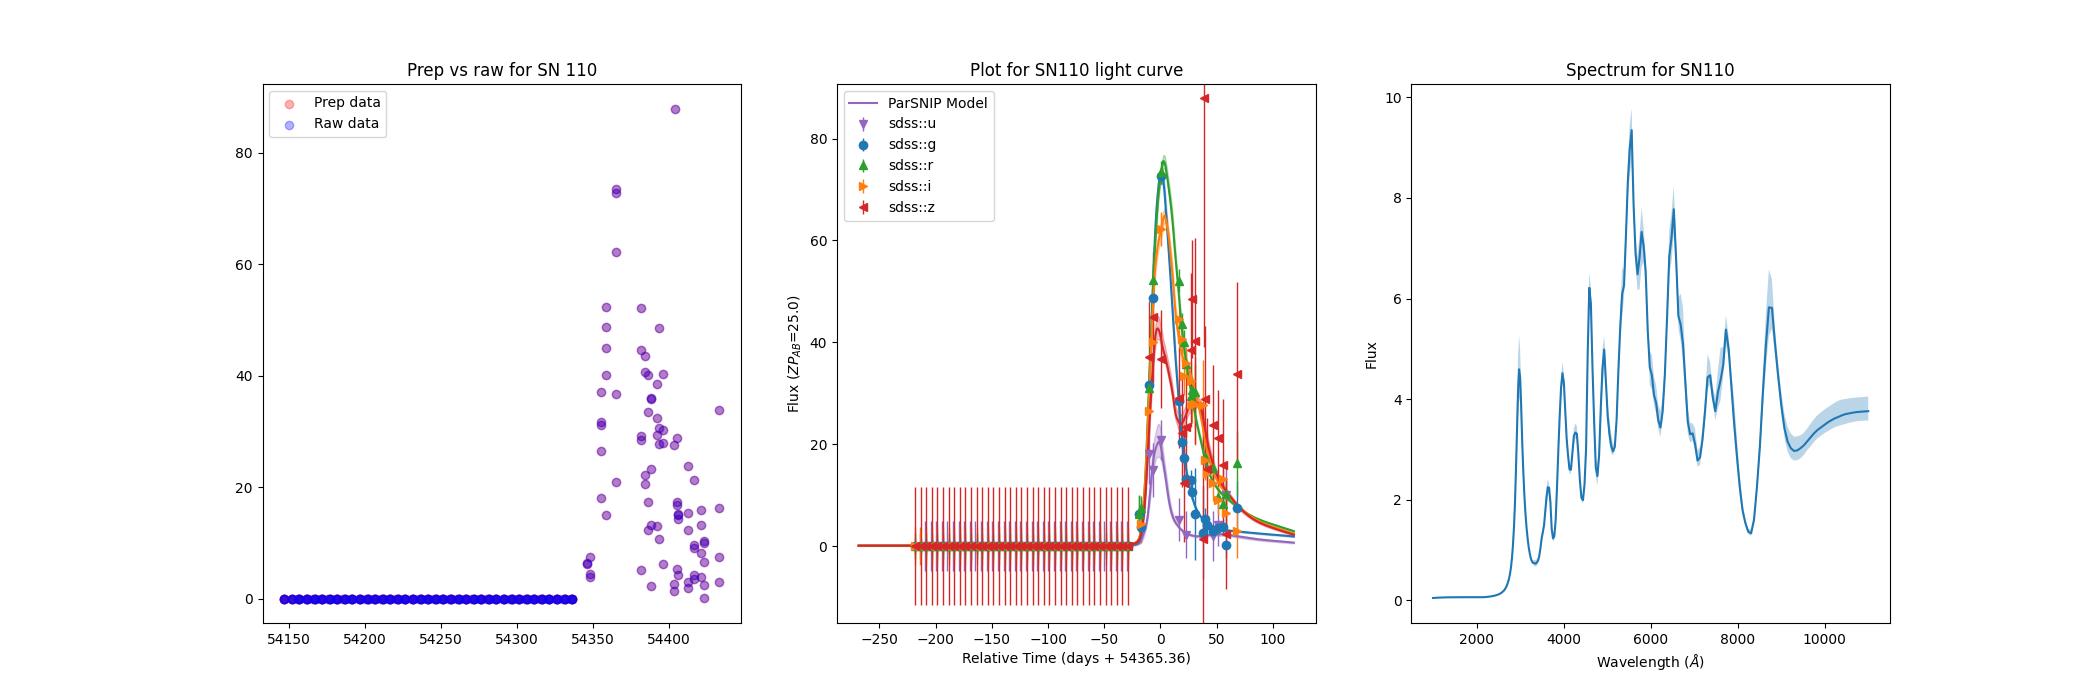 Prep vs raw for SN 110
Prep data
Raw data
80
60
40
20
0
54150 54200 54250 54300 54350 54400
Plot for SN110 light curve
ParSNIP Model
sdss::u
sdss::g
sdss::r
sdss::i
sdss::z
Flux (ZP_AB=25.0)
80
60
40
20
0
−250 −200 −150 −100 −50 0 50 100
Relative Time (days + 54365.36)
Spectrum for SN110
Flux
10
8
6
4
2
0
2000 4000 6000 8000 10000
Wavelength (Å)